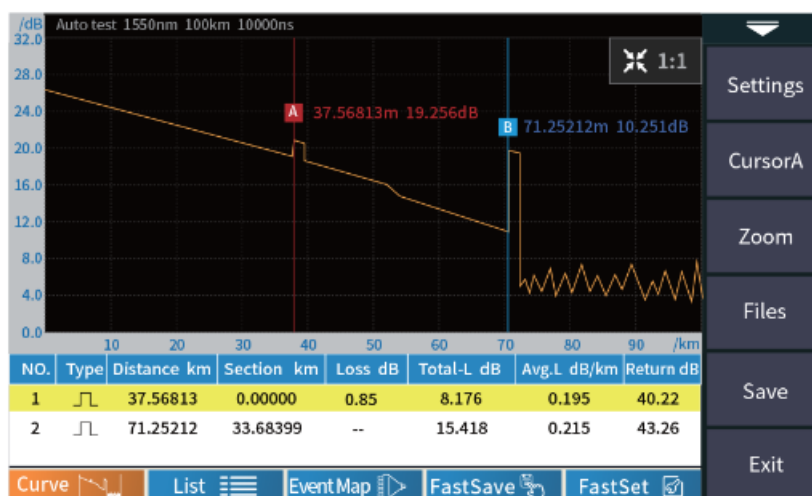 /dB Auto test 1550nm 100km 10000ns
32.0
1:1
28.0
24.0
A 37.56813m 19.256dB
B 71.25212m 10.251dB
20.0
16.0
12.0
8.0
4.0
0.0
10 20 30 40 50 60 70 80 90 /km
NO. Type Distance km Section km Loss dB Total-L dB Avg.L dB/km Return dB
1 37.56813 0.00000 0.85 8.176 0.195 40.22
2 71.25212 33.68399 -- 15.418 0.215 43.26
Curve List EventMap FastSave FastSet
Settings
CursorA
Zoom
Files
Save
Exit